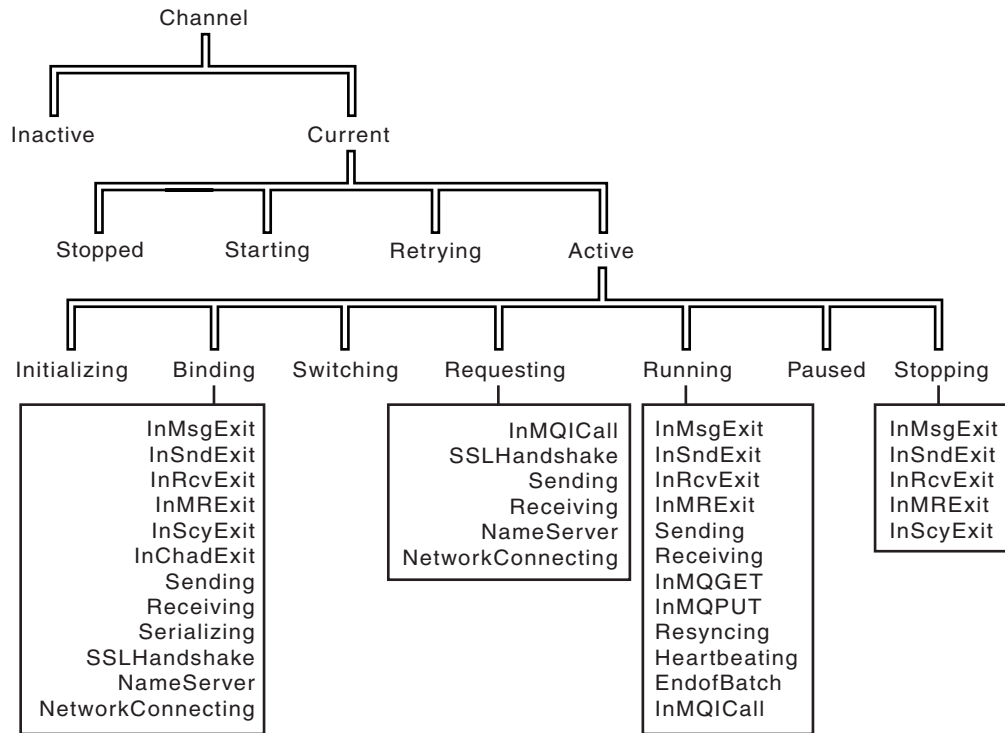 Channel
Inactive Current
Stopped Starting Retrying Active
Initializing Binding Switching Requesting Running Paused Stopping
InMsgExit
InSndExit
InRcvExit
InMRExit
InScyExit
InChadExit
Sending
Receiving
Serializing
SSLHandshake
NameServer
NetworkConnecting
InMQICall
SSLHandshake
Sending
Receiving
NameServer
NetworkConnecting
InMsgExit
InSndExit
InRcvExit
InMRExit
Sending
Receiving
InMQGET
InMQPUT
Resyncing
Heartbeating
EndofBatch
InMQICall
InMsgExit
InSndExit
InRcvExit
InMRExit
InScyExit